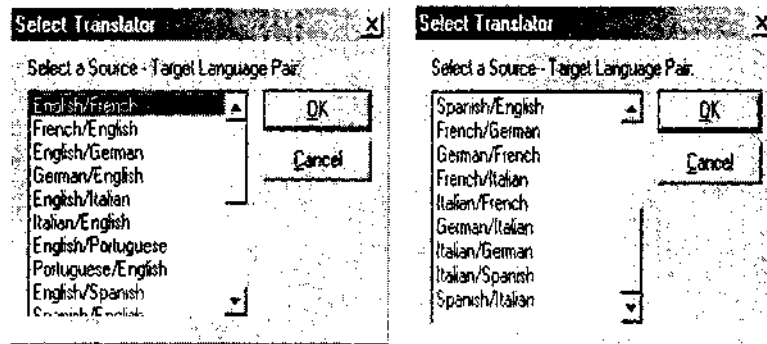 Select Translator
Select a Source - Target Language Pair:
English/French
French/English
English/German
German/English
English/Italian
Italian/English
English/Portuguese
Portuguese/English
English/Spanish
Spanish/English
OK
Cancel
Select Translator
Select a Source - Target Language Pair:
Spanish/English
French/German
German/French
French/Italian
Italian/French
German/Italian
Italian/German
Italian/Spanish
Spanish/Italian
OK
Cancel